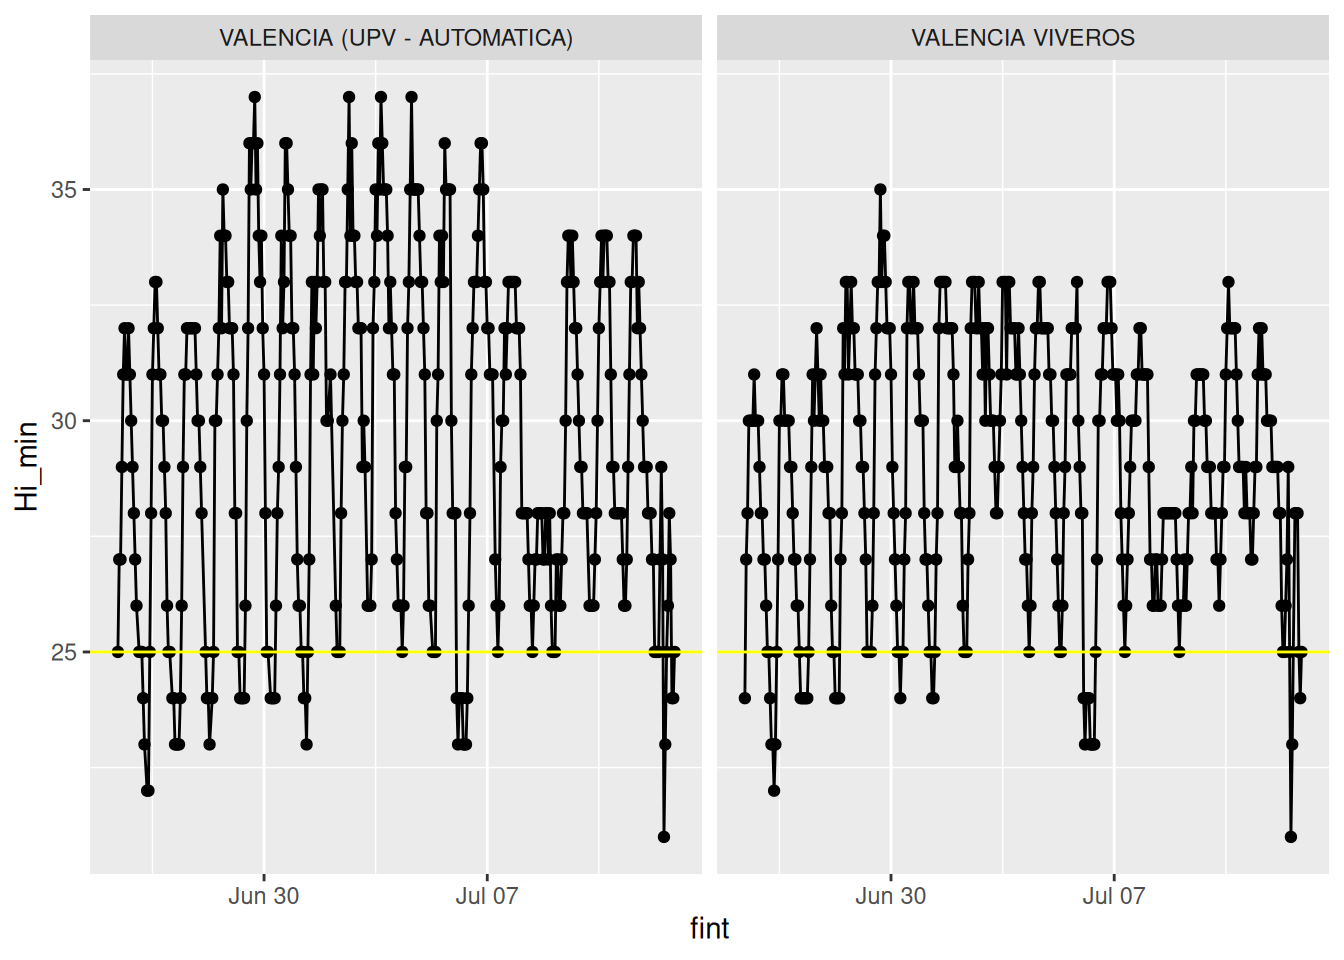 VALENCIA (UPV - AUTOMATICA)
VALENCIA VIVEROS
Hi_min
35
30
25
Jun 30
Jul 07
Jun 30
Jul 07
fint